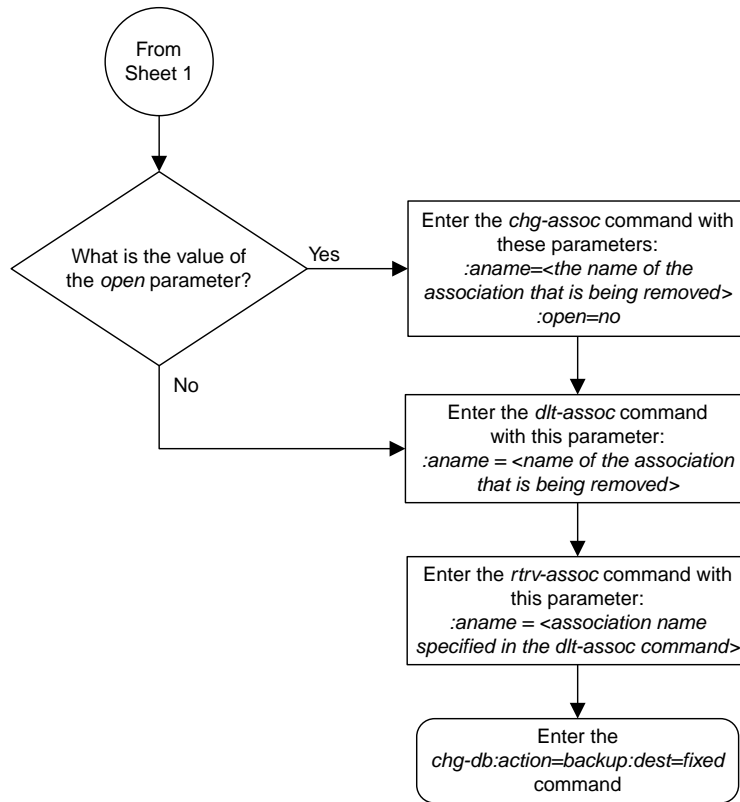 From
Sheet 1
What is the value of
the open parameter?
Yes
No
Enter the chg-assoc command with
these parameters:
:aname=<the name of the
association that is being removed>
:open=no
Enter the dlt-assoc command
with this parameter:
:aname = <name of the association
that is being removed>
Enter the rtrv-assoc command with
this parameter:
:aname = <association name
specified in the dlt-assoc command>
Enter the
chg-db:action=backup:dest=fixed
command